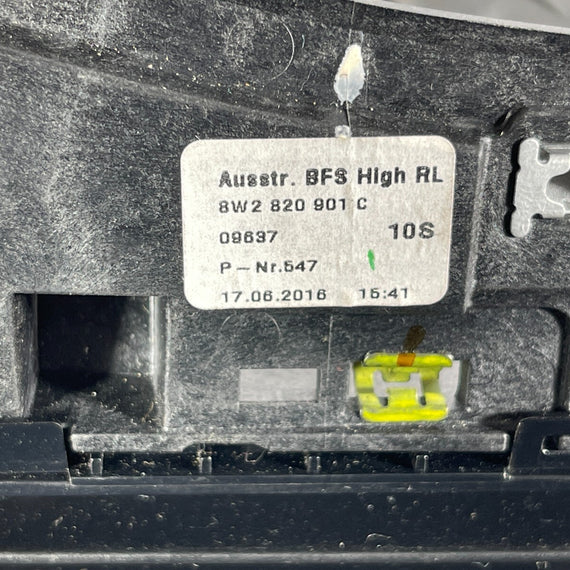 Ausstr. BFS High RL
8W2 820 901 C
09637 10S
P-Nr.547
17.06.2016 15:41